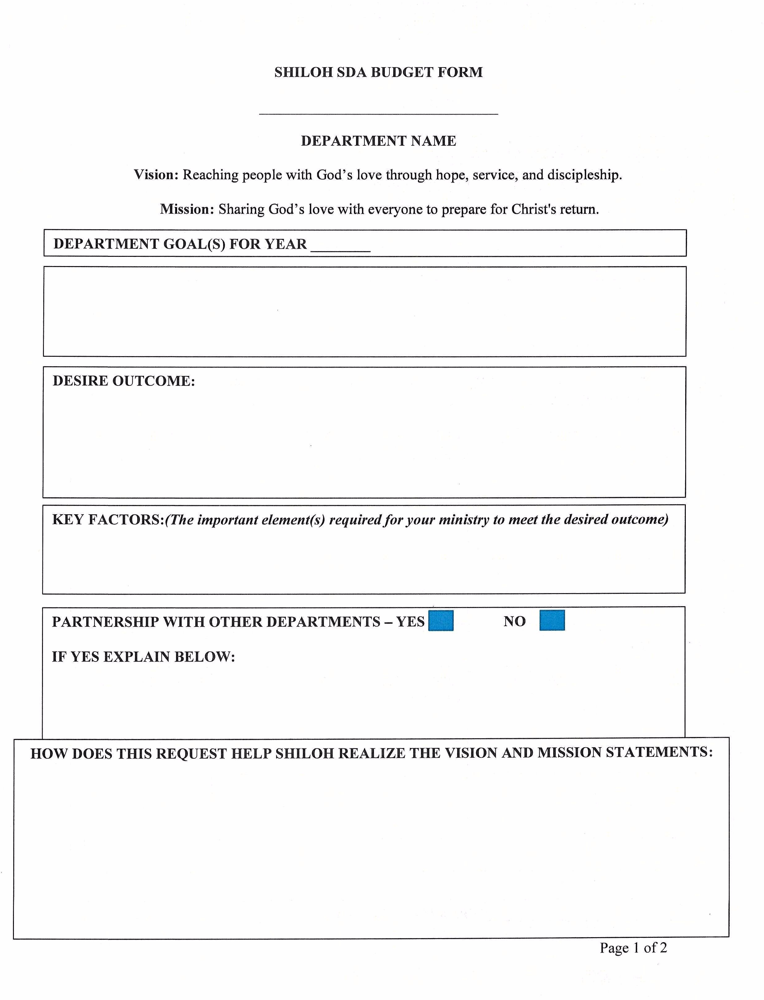 SHILOH SDA BUDGET FORM
DEPARTMENT NAME
Vision: Reaching people with God’s love through hope, service, and discipleship.
Mission: Sharing God’s love with everyone to prepare for Christ's return.
DEPARTMENT GOAL(S) FOR YEAR ________
DESIRE OUTCOME:
KEY FACTORS:(The important element(s) required for your ministry to meet the desired outcome)
PARTNERSHIP WITH OTHER DEPARTMENTS – YES NO
IF YES EXPLAIN BELOW:
HOW DOES THIS REQUEST HELP SHILOH REALIZE THE VISION AND MISSION STATEMENTS:
Page 1 of 2